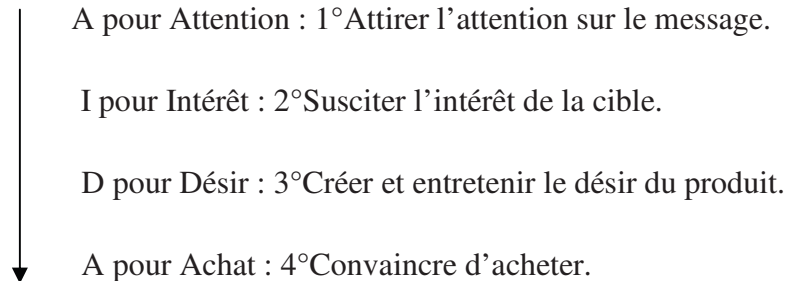 A pour Attention : 1°Attirer l’attention sur le message.
I pour Intérêt : 2°Susciter l’intérêt de la cible.
D pour Désir : 3°Créer et entretenir le désir du produit.
A pour Achat : 4°Convaincre d’acheter.